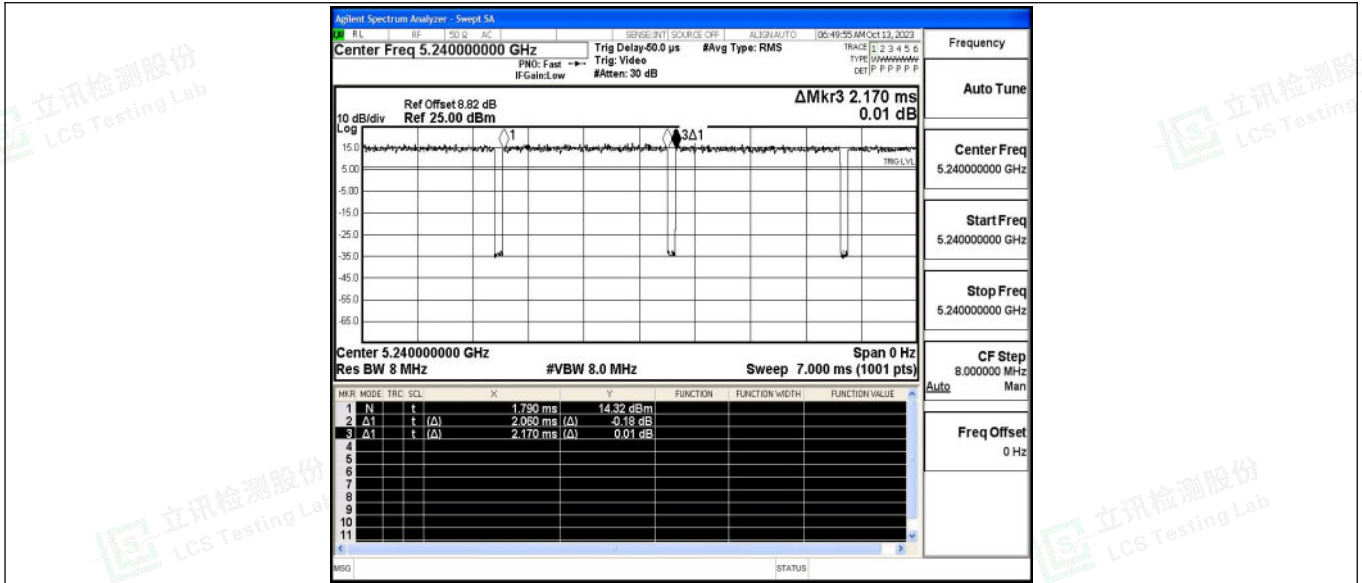 Agilent Spectrum Analyzer - Swept SA
RL RF 50 Ω AC SENSE:INT SOURCE OFF ALIGNAUTO 06:49:55 AM Oct 13, 2023
Center Freq 5.240000000 GHz
PNO: Fast
IFGain:Low
Trig Delay-50.0 µs
Trig: Video
#Atten: 30 dB
#Avg Type: RMS
TRACE 1 2 3 4 5 6
TYPE
DET P P P P P P
Frequency
Auto Tune
Center Freq
5.240000000 GHz
Start Freq
5.240000000 GHz
Stop Freq
5.240000000 GHz
CF Step
8.000000 MHz
Auto Man
Freq Offset
0 Hz
ΔMkr3 2.170 ms
0.01 dB
Ref Offset 8.82 dB
10 dB/div Ref 25.00 dBm
Log
15.0
5.00
-5.00
-15.0
-25.0
-35.0
-45.0
-55.0
-65.0
1
3Δ1
TRIG LVL
Center 5.240000000 GHz Span 0 Hz
Res BW 8 MHz #VBW 8.0 MHz Sweep 7.000 ms (1001 pts)
MKR MODE TRC SCL X Y FUNCTION FUNCTION WIDTH FUNCTION VALUE
1 N t 1.790 ms 14.32 dBm
2 Δ1 t (Δ) 2.060 ms (Δ) -0.18 dB
3 Δ1 t (Δ) 2.170 ms (Δ) 0.01 dB
4
5
6
7
8
9
10
11
MSG STATUS
立讯检测股份
LCS Testing Lab
立讯检测股
LCS Testing
立讯检测股份
LCS Testing La
立讯检测股份
LCS Testing Lab